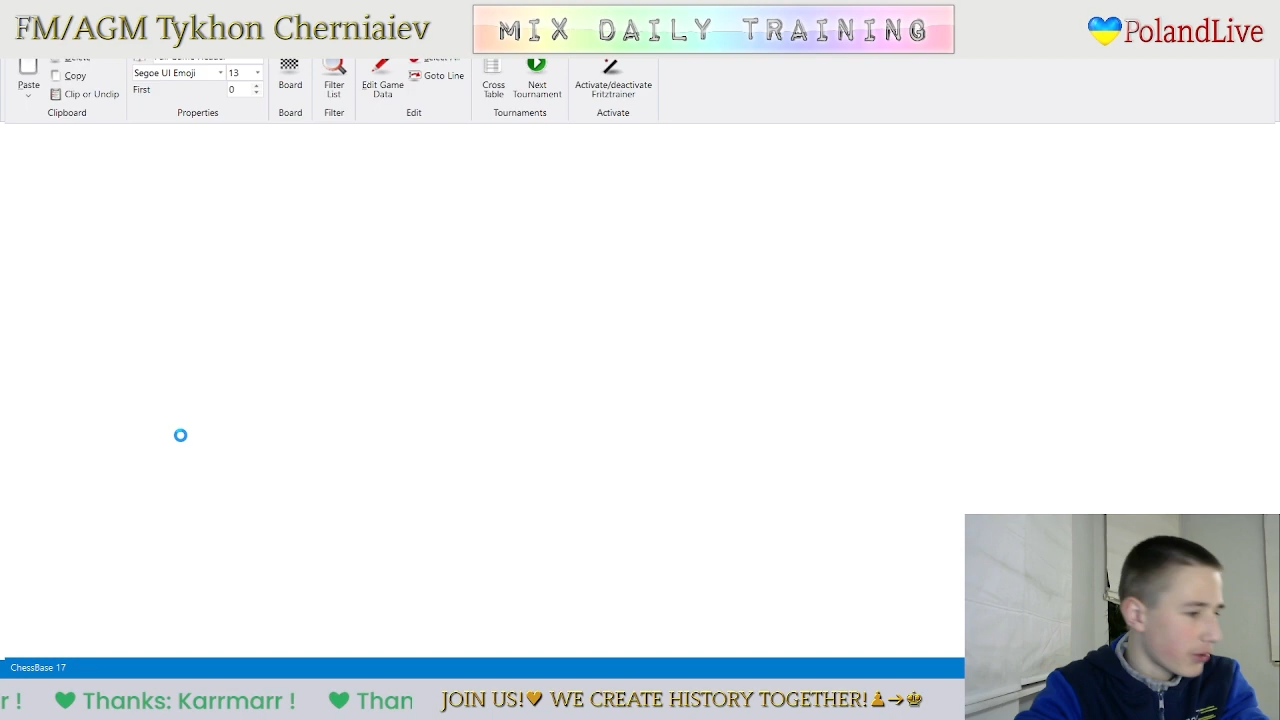 FM/AGM Tykhon Cherniaiev
MIX DAILY TRAINING
PolandLive
Paste
Copy
Clip or Unclip
Clipboard
Segoe UI Emoji
13
First
0
Properties
Board
Board
Filter
List
Filter
Edit Game
Data
Goto Line
Edit
Cross
Table
Next
Tournament
Tournaments
Activate/deactivate
Fritztrainer
Activate
ChessBase 17
r !
Thanks: Karrmarr !
Than
JOIN US! WE CREATE HISTORY TOGETHER!